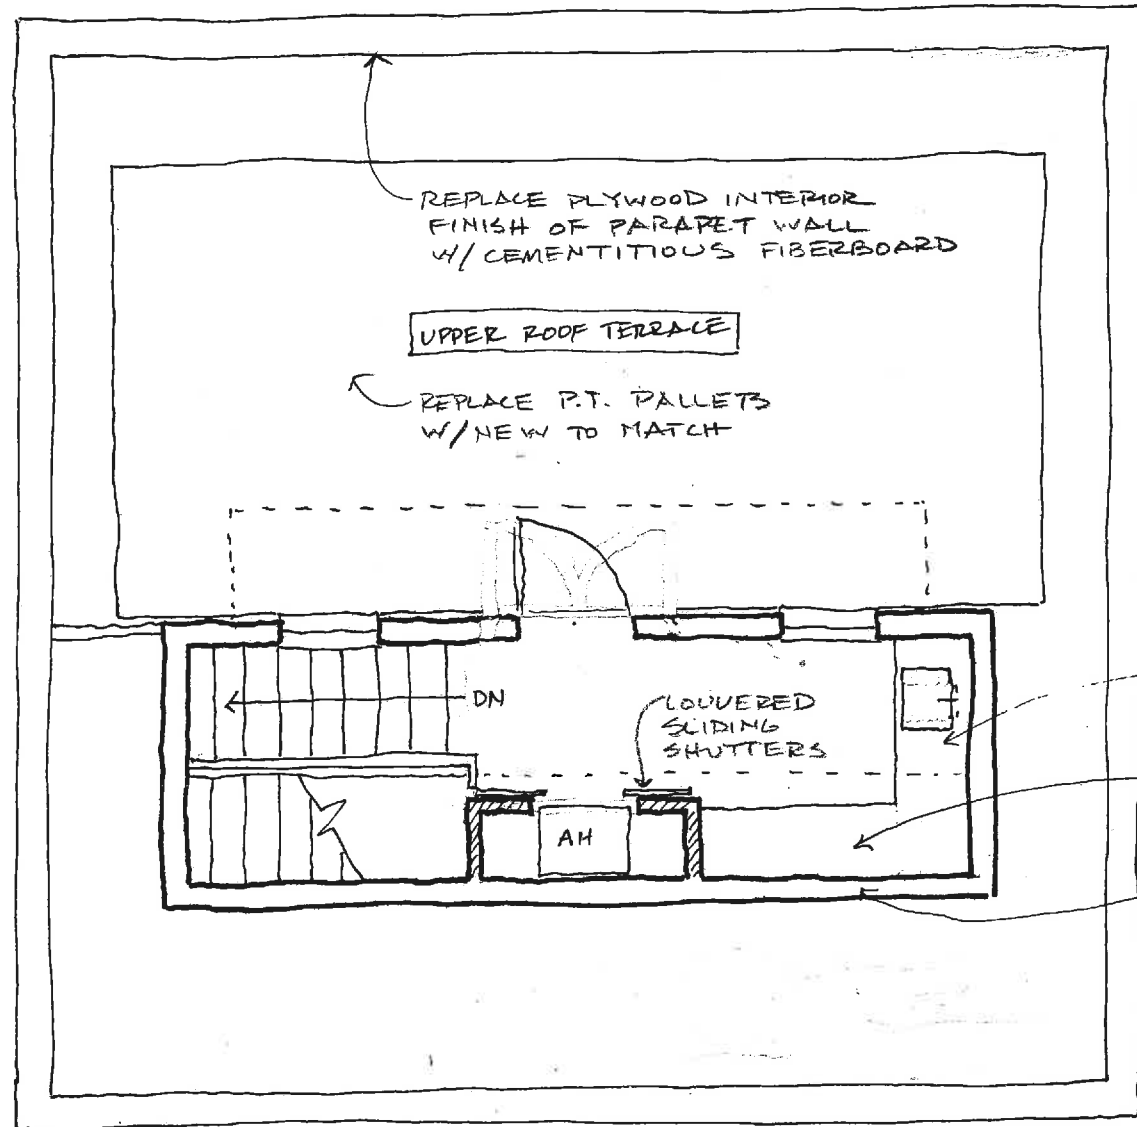 REPLACE PLYWOOD INTERIOR
FINISH OF PARAPET WALL
W/ CEMENTITIOUS FIBERBOARD
UPPER ROOF TERRACE
REPLACE P.T. PALLETS
W/ NEW TO MATCH
DN
LOUVERED
SLIDING
SHUTTERS
AH